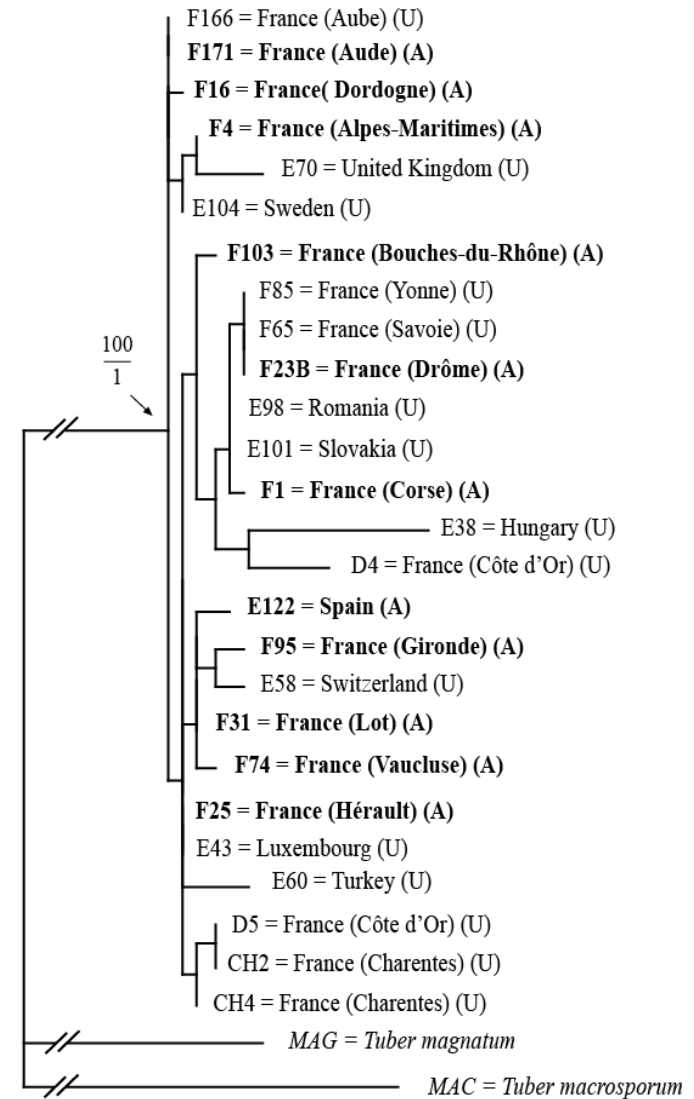 F166 = France (Aube) (U)
F171 = France (Aude) (A)
F16 = France( Dordogne) (A)
F4 = France (Alpes-Maritimes) (A)
E70 = United Kingdom (U)
E104 = Sweden (U)
F103 = France (Bouches-du-Rhône) (A)
F85 = France (Yonne) (U)
F65 = France (Savoie) (U)
100
1
F23B = France (Drôme) (A)
E98 = Romania (U)
E101 = Slovakia (U)
F1 = France (Corse) (A)
E38 = Hungary (U)
D4 = France (Côte d’Or) (U)
E122 = Spain (A)
F95 = France (Gironde) (A)
E58 = Switzerland (U)
F31 = France (Lot) (A)
F74 = France (Vaucluse) (A)
F25 = France (Hérault) (A)
E43 = Luxembourg (U)
E60 = Turkey (U)
D5 = France (Côte d’Or) (U)
CH2 = France (Charentes) (U)
CH4 = France (Charentes) (U)
MAG = Tuber magnatum
MAC = Tuber macrosporum